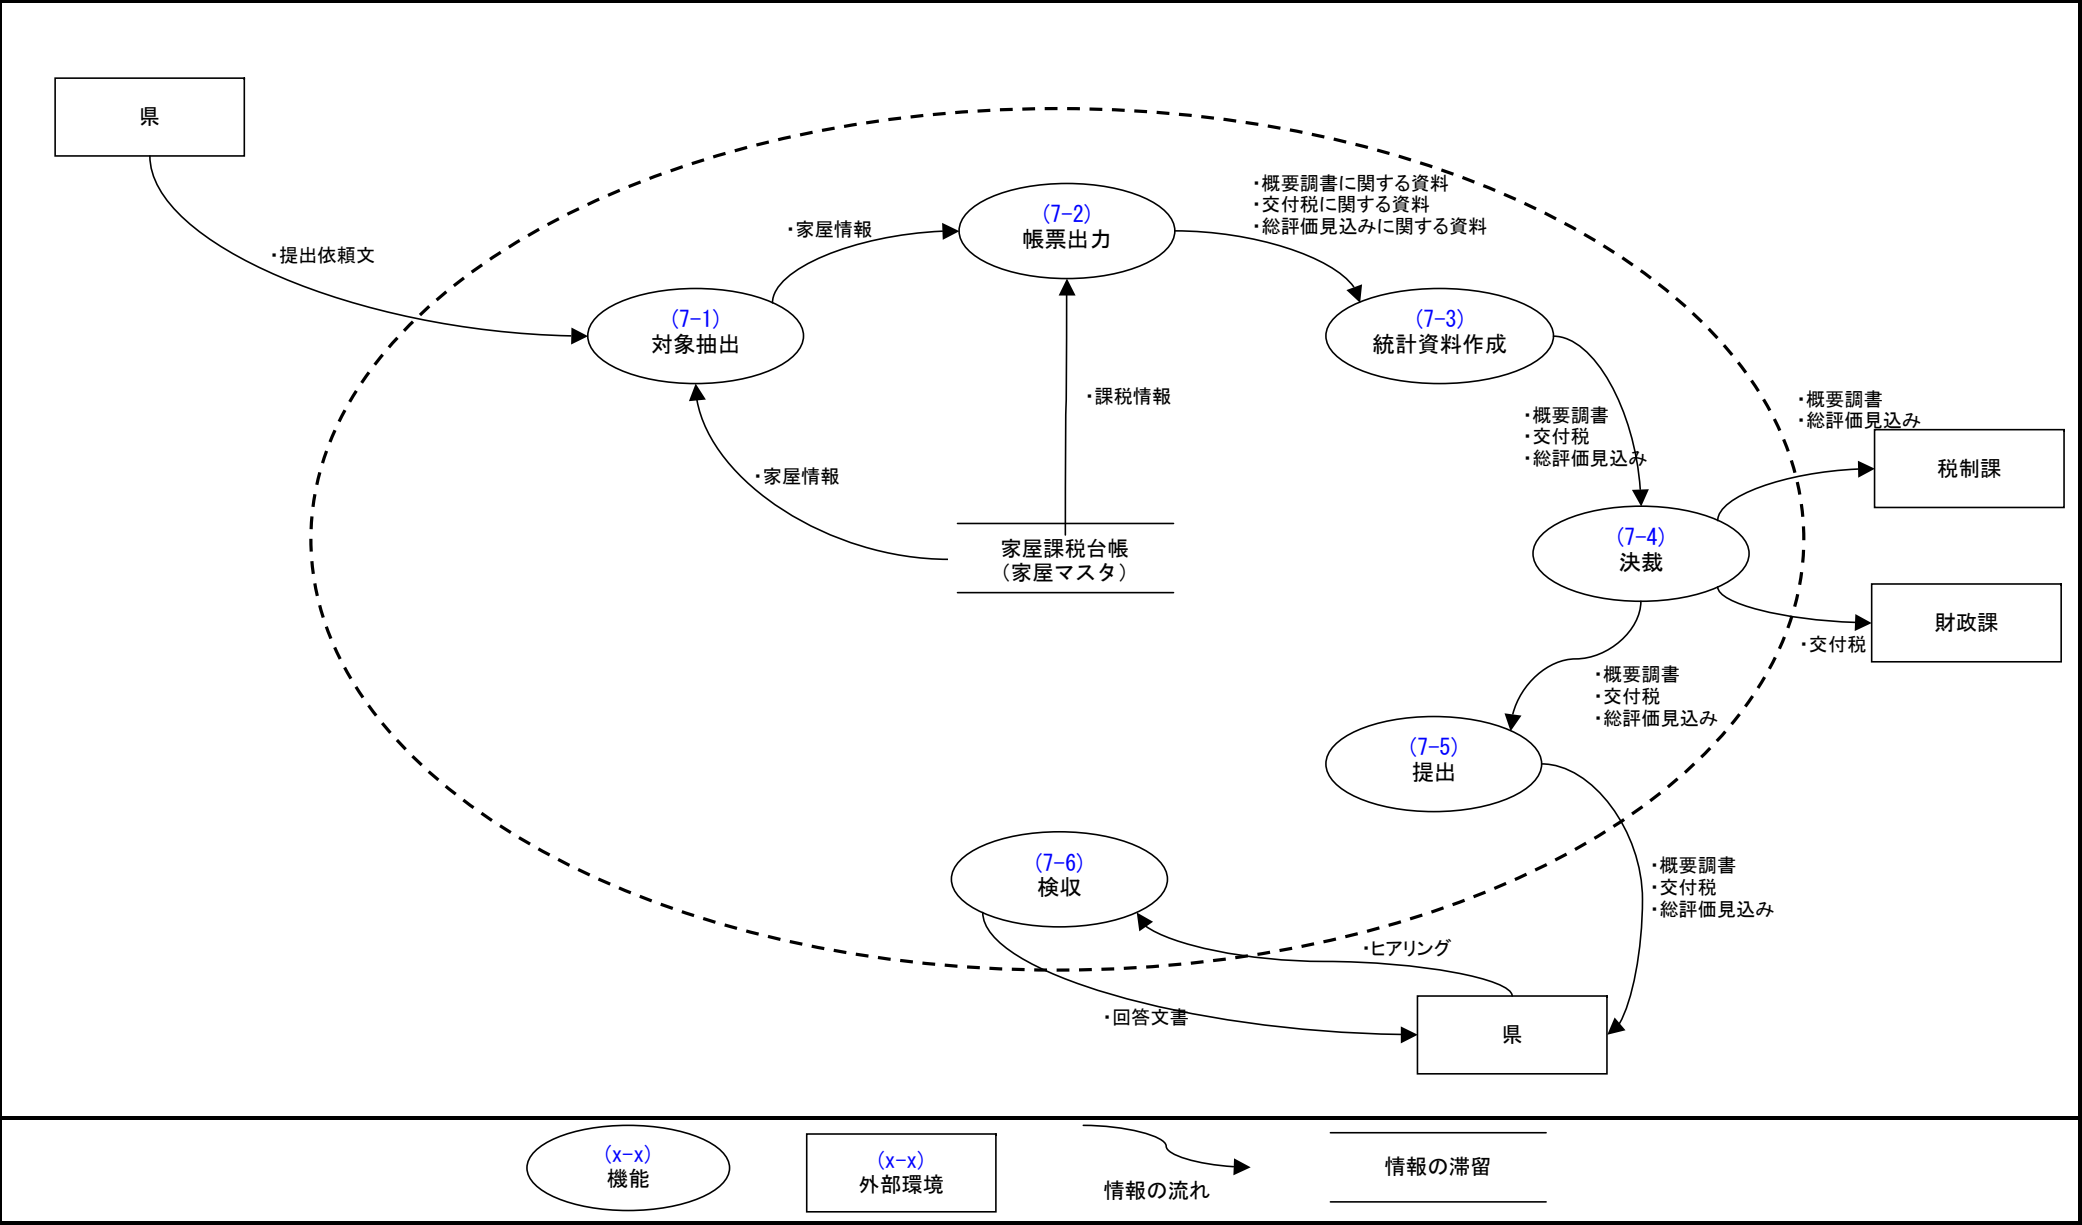 県
・提出依頼文
・家屋情報
(7-2)
帳票出力
・概要調書に関する資料
・交付税に関する資料
・総評価見込みに関する資料
(7-1)
対象抽出
(7-3)
統計資料作成
・課税情報
・概要調書
・交付税
・総評価見込み
・概要調書
・総評価見込み
税制課
・家屋情報
家屋課税台帳
(家屋マスタ)
(7-4)
決裁
財政課
・交付税
・概要調書
・交付税
・総評価見込み
(7-5)
提出
(7-6)
検収
・概要調書
・交付税
・総評価見込み
・ヒアリング
・回答文書
県
(x-x)
機能
(x-x)
外部環境
情報の流れ
情報の滞留